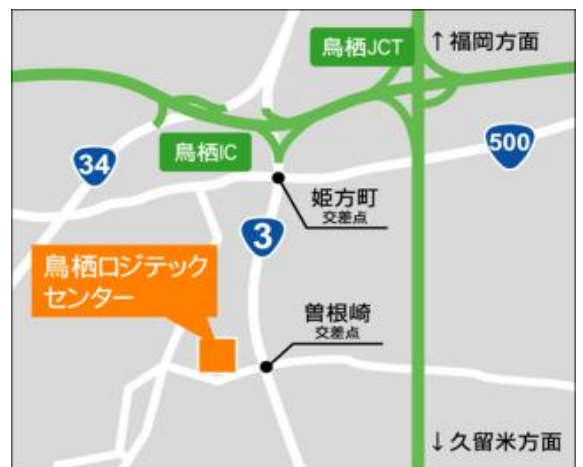 鳥栖JCT
↑福岡方面
鳥栖IC
34
500
姫方町
交差点
3
鳥栖ロジテック
センター
曽根崎
交差点
↓久留米方面